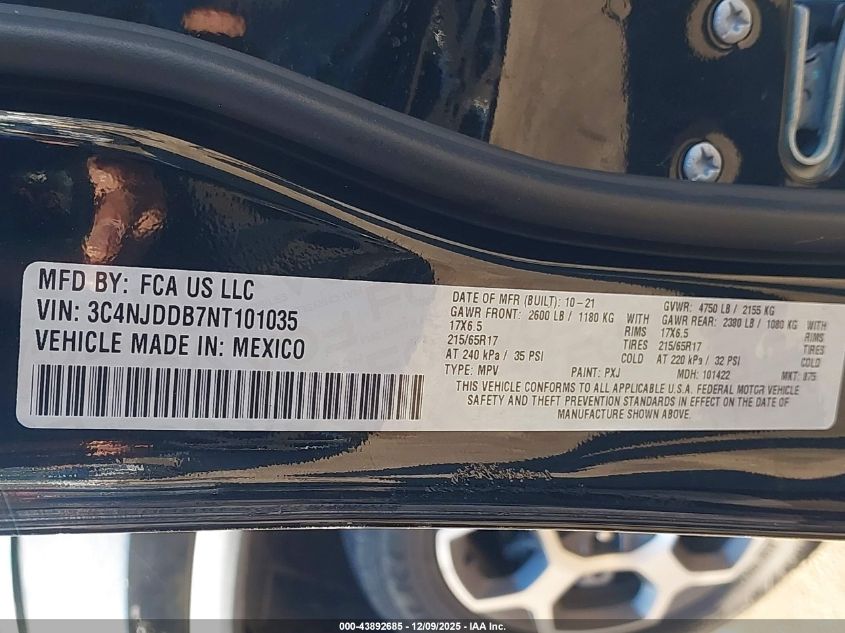 MFD BY: FCA US LLC
VIN: 3C4NJDDB7NT101035
VEHICLE MADE IN: MEXICO
DATE OF MFR (BUILT): 10-21 GVWR: 4750 LB / 2155 KG
GAWR FRONT: 2600 LB / 1180 KG WITH GAWR REAR: 2380 LB / 1080 KG WITH
17X6.5 RIMS 17X6.5 RIMS
215/65R17 TIRES 215/65R17 TIRES
AT 240 kPa / 35 PSI COLD AT 220 kPa / 32 PSI COLD
TYPE: MPV PAINT: PXJ MDH: 101422 MKT: 875
THIS VEHICLE CONFORMS TO ALL APPLICABLE U.S.A. FEDERAL MOTOR VEHICLE
SAFETY AND THEFT PREVENTION STANDARDS IN EFFECT ON THE DATE OF
MANUFACTURE SHOWN ABOVE.
000-43892685 - 12/09/2025 - IAA Inc.